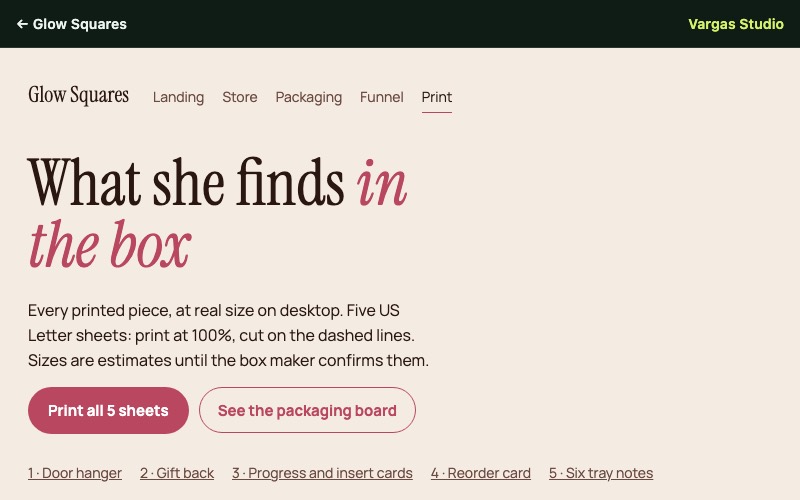 ← Glow Squares
Vargas Studio
Glow Squares
Landing Store Packaging Funnel Print
What she finds in
the box
Every printed piece, at real size on desktop. Five US
Letter sheets: print at 100%, cut on the dashed lines.
Sizes are estimates until the box maker confirms them.
Print all 5 sheets
See the packaging board
1 · Door hanger 2 · Gift back 3 · Progress and insert cards 4 · Reorder card 5 · Six tray notes